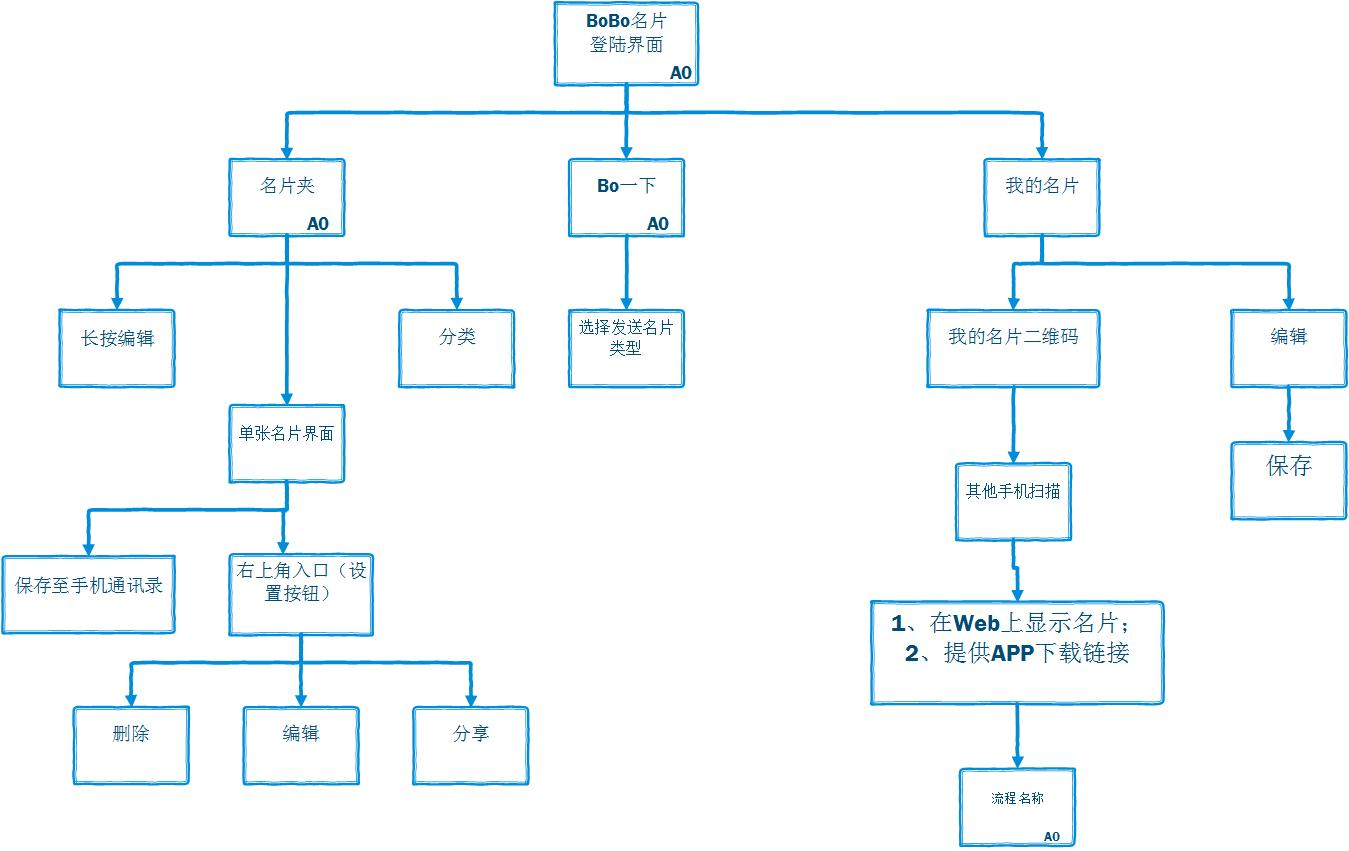 BoBo名片
登陆界面
A0
名片夹
A0
Bo一下
A0
我的名片
长按编辑
分类
选择发送名片
类型
我的名片二维码
编辑
单张名片界面
保存
其他手机扫描
保存至手机通讯录
右上角入口（设
置按钮）
1、在Web上显示名片；
2、提供APP下载链接
删除
编辑
分享
流程名称
A0